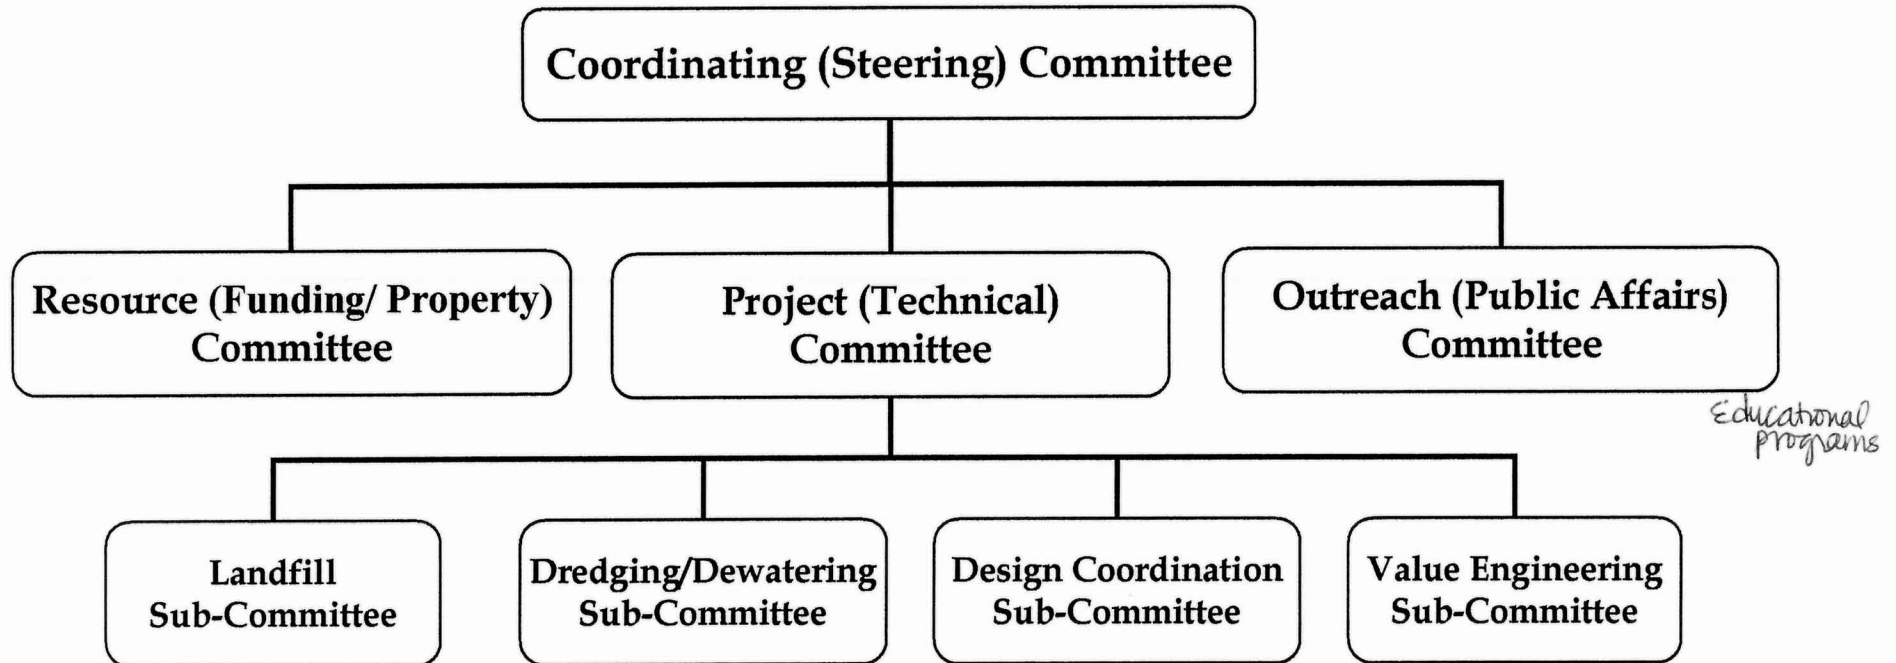 Coordinating (Steering) Committee
Resource (Funding/ Property)
Committee
Project (Technical)
Committee
Outreach (Public Affairs)
Committee
Educational
programs
Landfill
Sub-Committee
Dredging/Dewatering
Sub-Committee
Design Coordination
Sub-Committee
Value Engineering
Sub-Committee